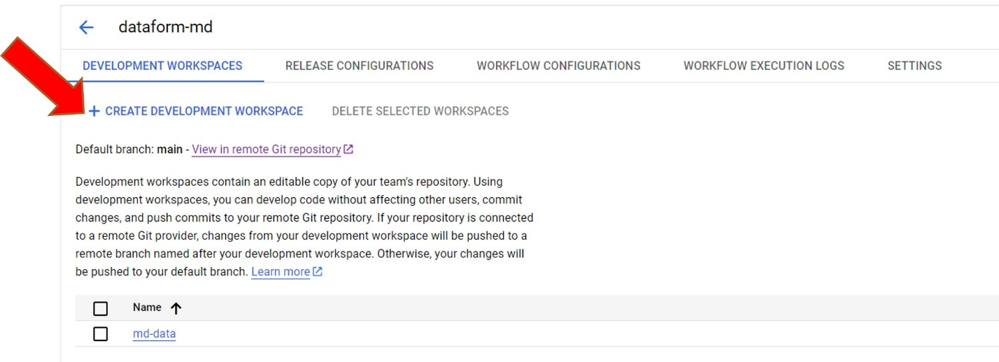 dataform-md
DEVELOPMENT WORKSPACES RELEASE CONFIGURATIONS WORKFLOW CONFIGURATIONS WORKFLOW EXECUTION LOGS SETTINGS
+ CREATE DEVELOPMENT WORKSPACE DELETE SELECTED WORKSPACES
Default branch: main - View in remote Git repository
Development workspaces contain an editable copy of your team's repository. Using
development workspaces, you can develop code without affecting other users, commit
changes, and push commits to your remote Git repository. If your repository is connected
to a remote Git provider, changes from your development workspace will be pushed to a
remote branch named after your development workspace. Otherwise, your changes will
be pushed to your default branch. Learn more
Name
md-data